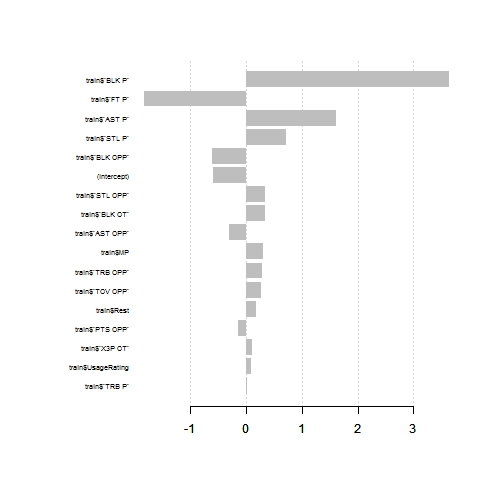 train$`BLK P`
train$`FT P`
train$`AST P`
train$`STL P`
train$`BLK OPP`
(Intercept)
train$`STL OPP`
train$`BLK OT`
train$`AST OPP`
train$MP
train$`TRB OPP`
train$`TOV OPP`
train$Rest
train$`PTS OPP`
train$`X3P OT`
train$UsageRating
train$`TRB P`
-1 0 1 2 3